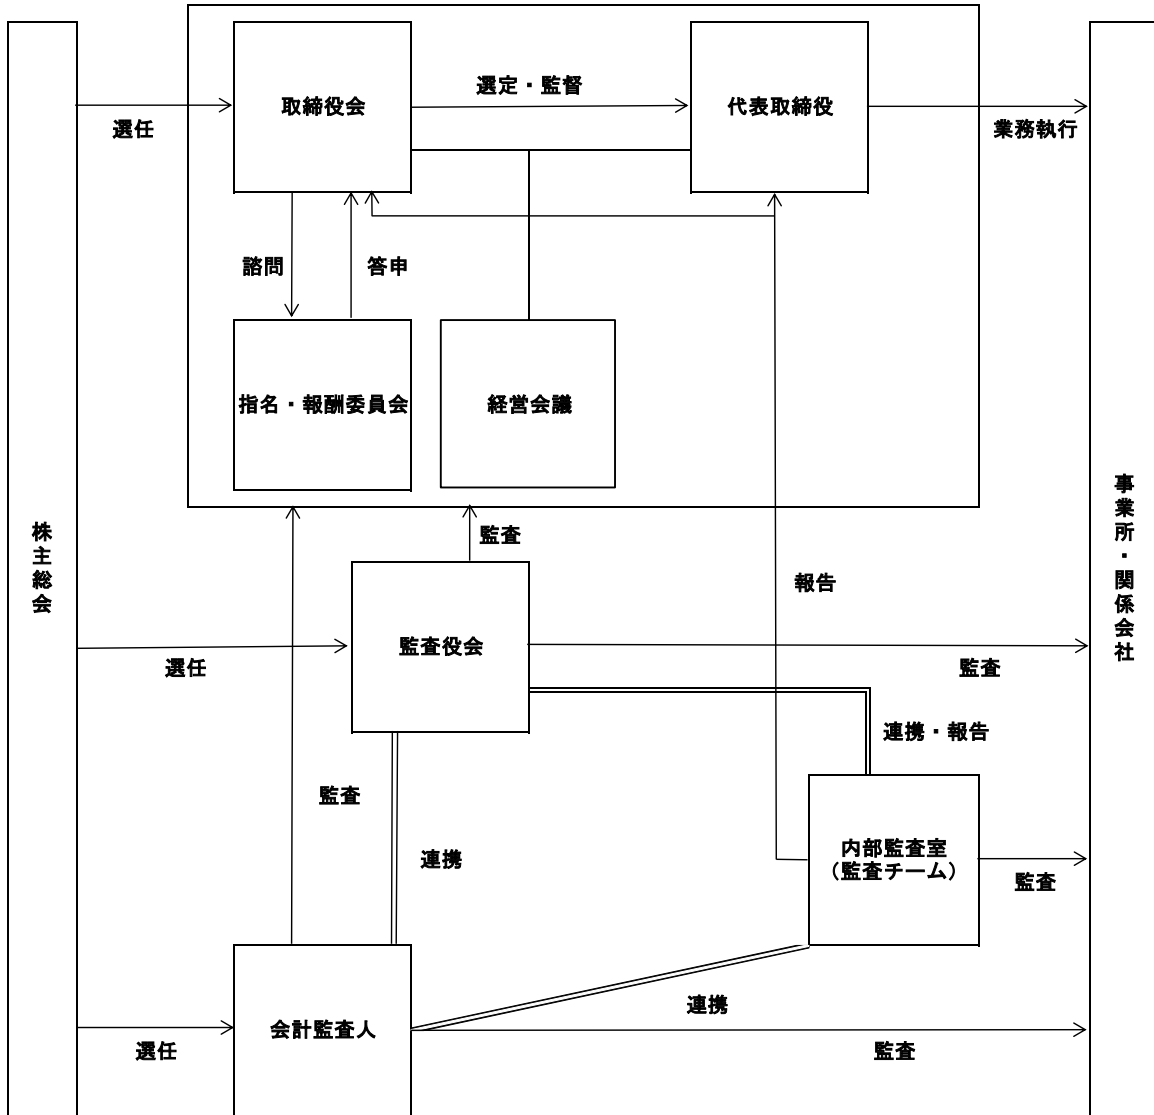 取締役会
選定・監督
代表取締役
選任
業務執行
諮問
答申
指名・報酬委員会
経営会議
株主総会
事業所・関係会社
監査
報告
監査役会
選任
監査
連携・報告
監査
連携
内部監査室
(監査チーム)
監査
連携
会計監査人
選任
監査